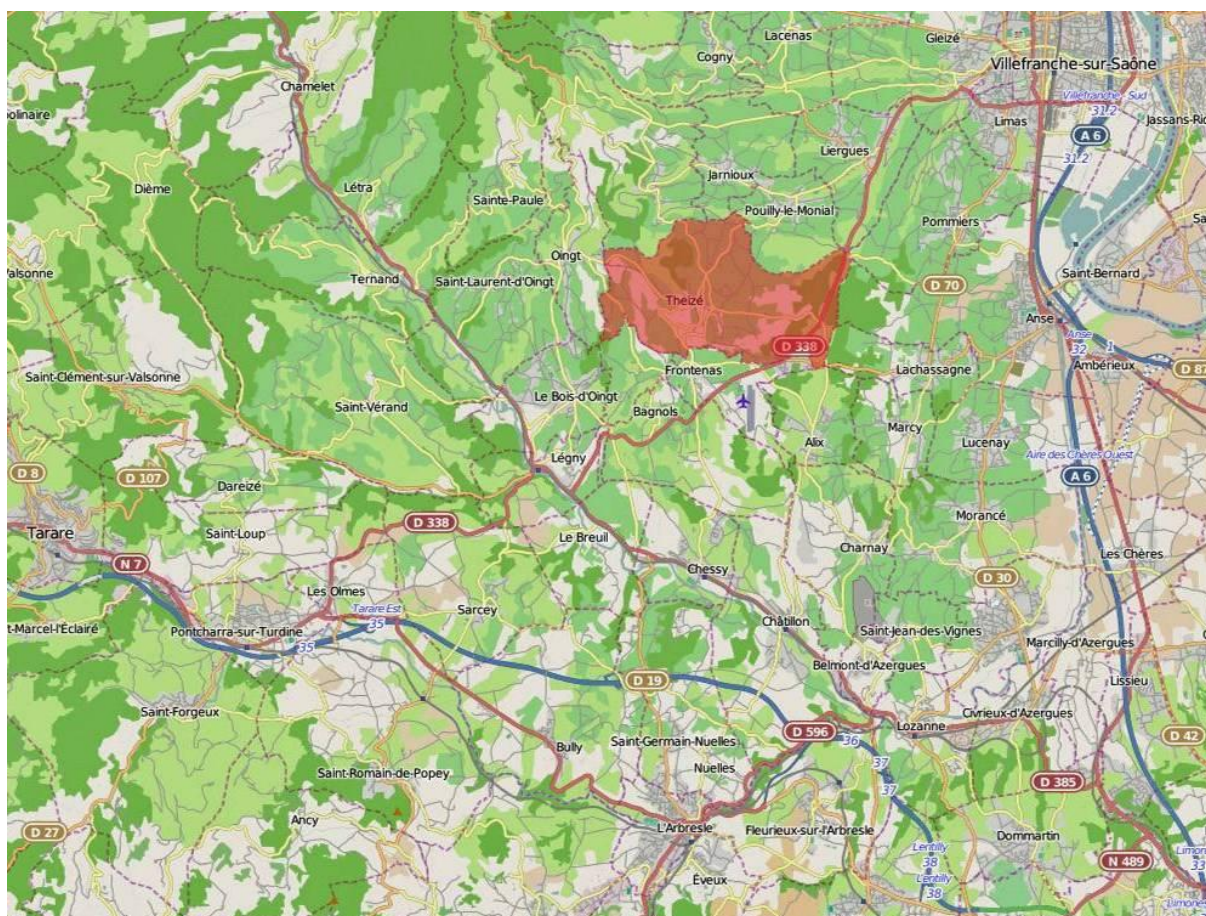 Lacenas
Gleizé
Cogny
Villefranche-sur-Saône
Chamelet
Villefranche - Sud
31.2
polinaire
Limas
Jassans-Ri
A 6
Liergues
31.2
Jarnioux
Dième
Létra
Sainte-Paule
Pouilly-le-Monial
Pommiers
Oingt
Valsonne
Saint-Bernard
Ternand
Saint-Laurent-d'Oingt
D 70
Theizé
Anse
Anse
32
1
D 338
Ambérieux
D 87
Frontenas
Lachassagne
Saint-Clément-sur-Valsonne
Le Bois-d'Oingt
Saint-Vérand
Bagnols
Marcy
Alix
Lucenay
Légny
Aire des Chères Ouest
D 8
D 107
A 6
Dareizé
Morancé
D 338
Tarare
Saint-Loup
Le Breuil
Charnay
Les Chères
N 7
Chessy
D 30
Les Olmes
Tarare Est
35
Sarcey
Châtillon
t-Marcel-l'Éclairé
Pontcharra-sur-Turdine
Saint-Jean-des-Vignes
35
Marcilly-d'Azergues
Belmont-d'Azergues
D 19
Lissieu
Saint-Forgeux
Civrieux-d'Azergues
Lozanne
D 596
36
D 42
Bully
Saint-Germain-Nuelles
37
Nuelles
Saint-Romain-de-Popey
37
D 385
Ancy
L'Arbresle
Fleurieux-sur-l'Arbresle
D 27
Dommartin
Lentilly
38
Limon
N 489
33
Éveux
Lentilly
38
Limone